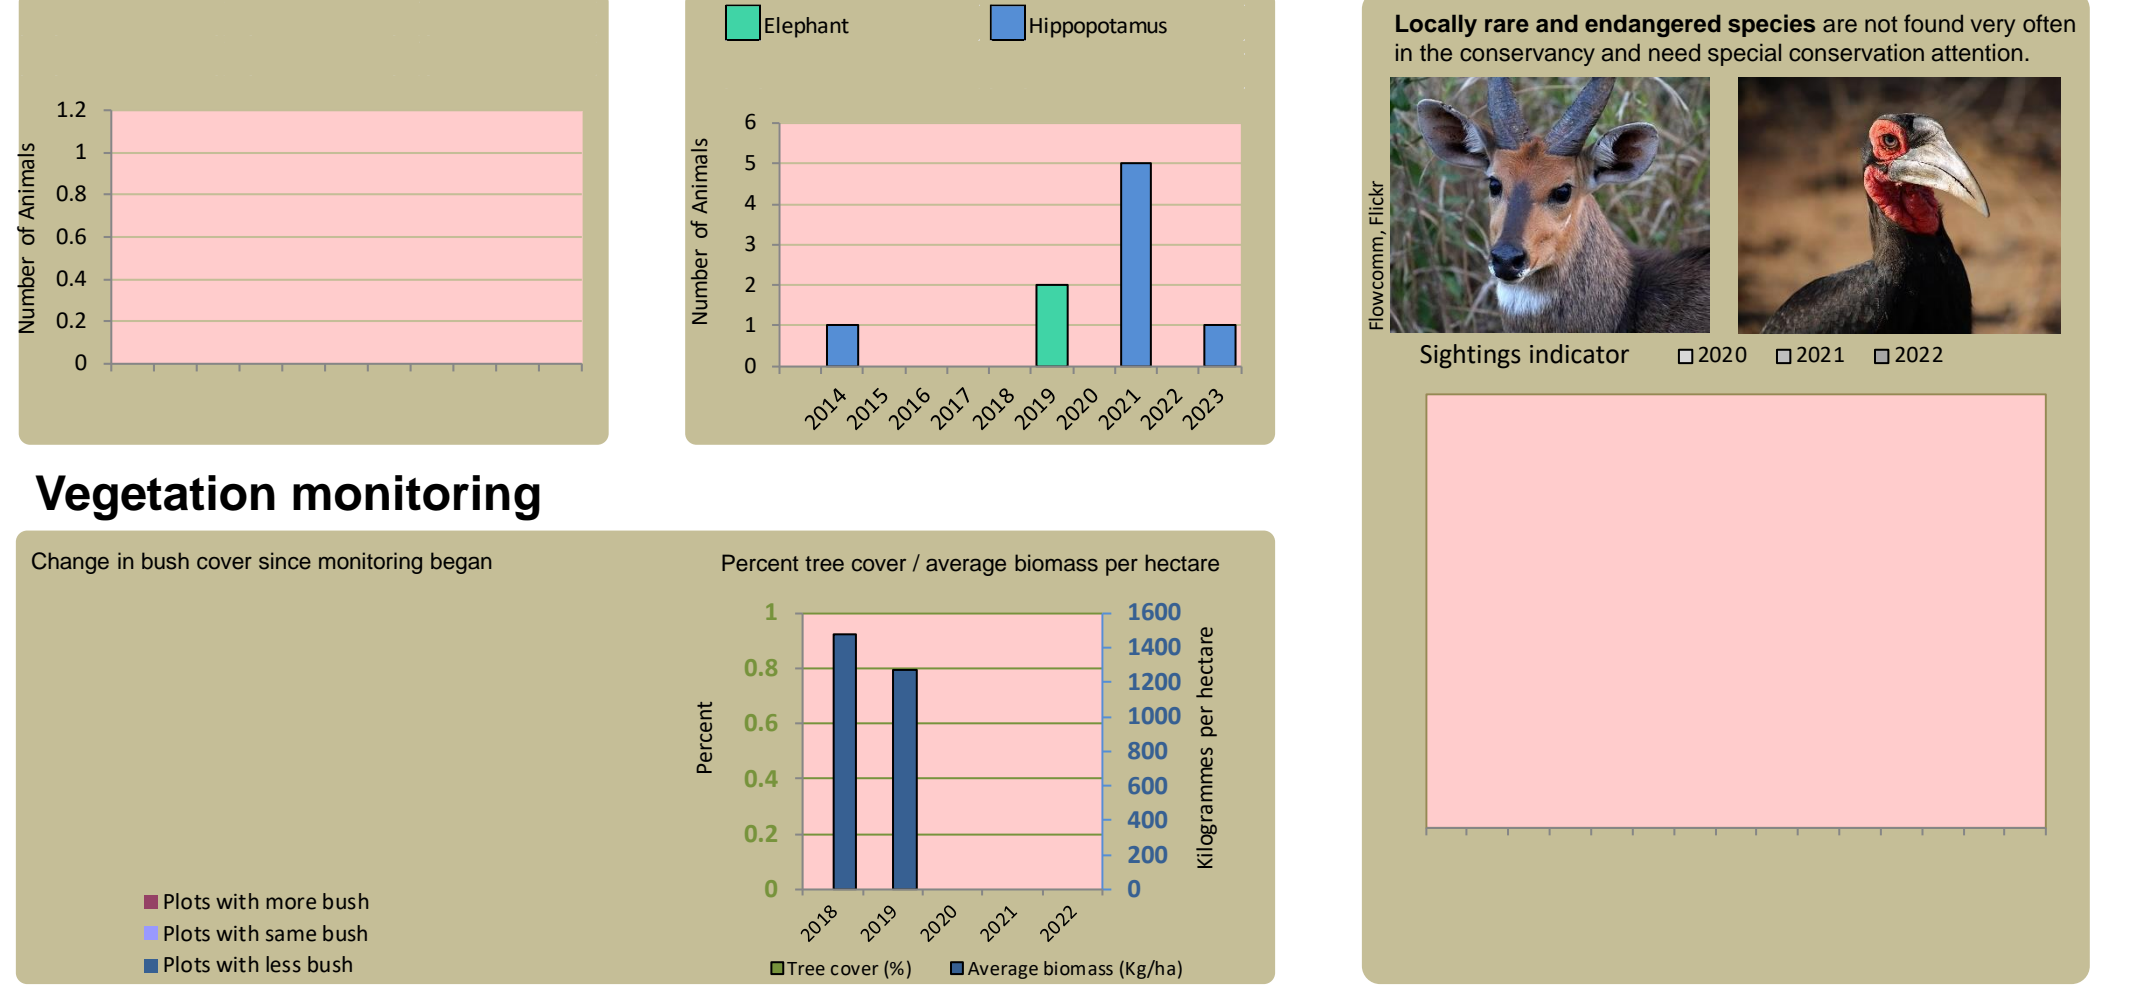 1.2
1
0.8
0.6
0.4
0.2
0
Number of Animals
Elephant
Hippopotamus
6
5
4
3
2
1
0
Number of Animals
2014
2015
2016
2017
2018
2019
2020
2021
2022
2023
Locally rare and endangered species are not found very often
in the conservancy and need special conservation attention.
Flowcomm, Flickr
Sightings indicator 2020 2021 2022
Vegetation monitoring
Change in bush cover since monitoring began
Plots with more bush
Plots with same bush
Plots with less bush
Percent tree cover / average biomass per hectare
1
0.8
0.6
0.4
0.2
0
Percent
1600
1400
1200
1000
800
600
400
200
0
Kilogrammes per hectare
2018
2019
2020
2021
2022
Tree cover (%) Average biomass (Kg/ha)